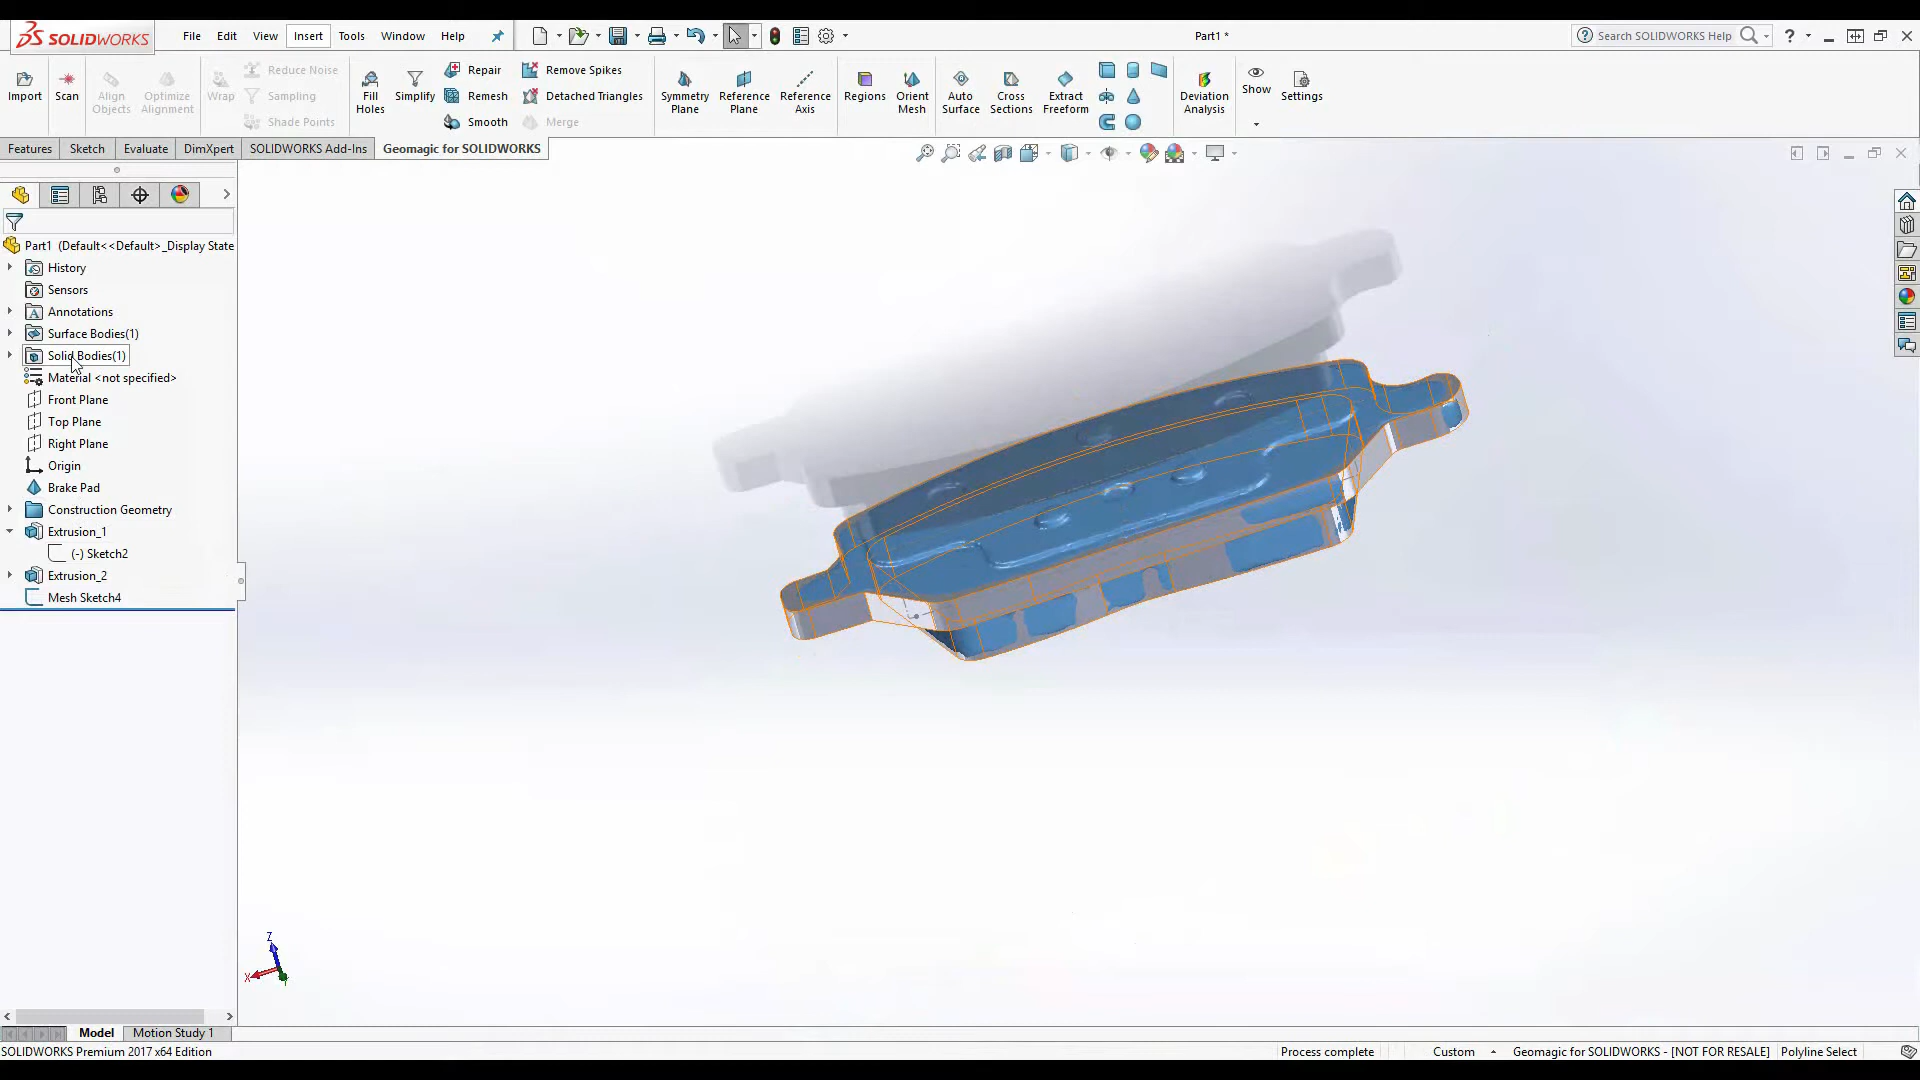 SOLIDWORKS File Edit View Insert Tools Window Help Part1 * Search SOLIDWORKS Help ?
Import Scan Align Objects Optimize Alignment Wrap Reduce Noise Sampling Shade Points Fill Holes Simplify Repair Remesh Smooth Remove Spikes Detached Triangles Merge Symmetry Plane Reference Plane Reference Axis Regions Orient Mesh Auto Surface Cross Sections Extract Freeform Deviation Analysis Show Settings
Features Sketch Evaluate DimXpert SOLIDWORKS Add-Ins Geomagic for SOLIDWORKS
Part1 (Default<<Default>_Display State
History
Sensors
Annotations
Surface Bodies(1)
Solid Bodies(1)
Material <not specified>
Front Plane
Top Plane
Right Plane
Origin
Brake Pad
Construction Geometry
Extrusion_1
(-) Sketch2
Extrusion_2
Mesh Sketch4
Z
X
Model Motion Study 1
SOLIDWORKS Premium 2017 x64 Edition Process complete Custom Geomagic for SOLIDWORKS - [NOT FOR RESALE] Polyline Select